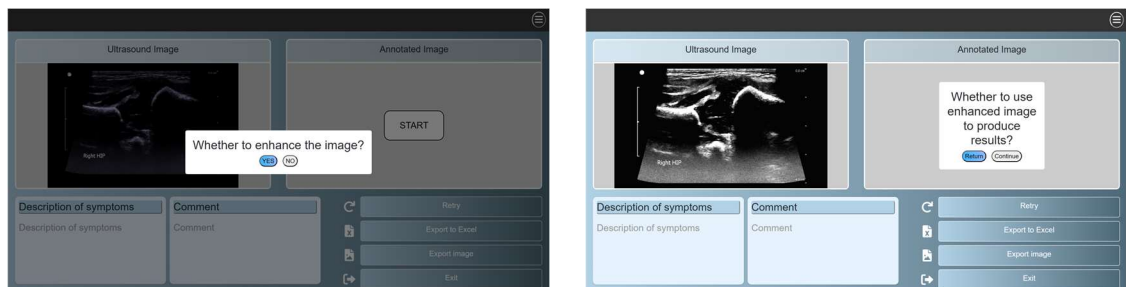 Ultrasound Image
Annotated Image
Right HIP
START
Whether to enhance the image?
YES
NO
Description of symptoms
Comment
Description of symptoms
Comment
Retry
Export to Excel
Export image
Exit
Ultrasound Image
Annotated Image
Right HIP
Whether to use
enhanced image
to produce
results?
Return
Continue
Description of symptoms
Comment
Description of symptoms
Comment
Retry
Export to Excel
Export image
Exit